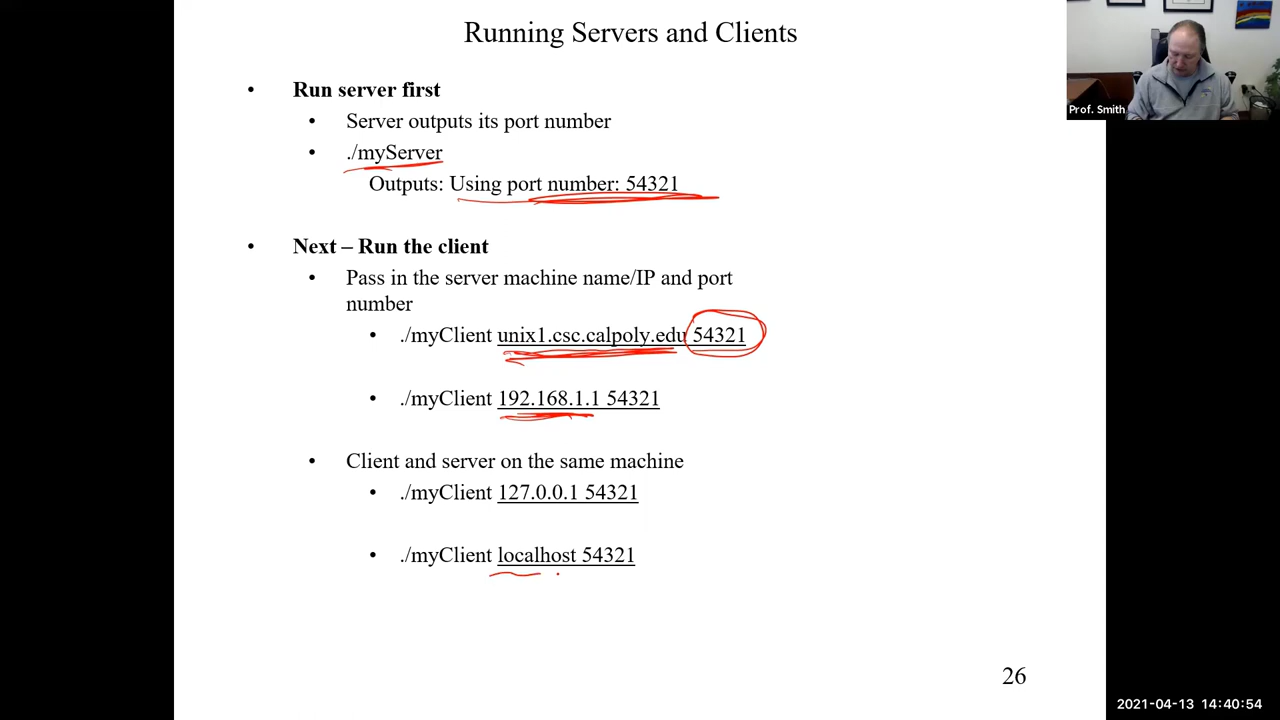 Running Servers and Clients
Prof. Smith
• Run server first
• Server outputs its port number
• ./myServer
Outputs: Using port number: 54321
• Next – Run the client
• Pass in the server machine name/IP and port
number
• ./myClient unix1.csc.calpoly.edu 54321
• ./myClient 192.168.1.1 54321
• Client and server on the same machine
• ./myClient 127.0.0.1 54321
• ./myClient localhost 54321
26
2021-04-13 14:40:54